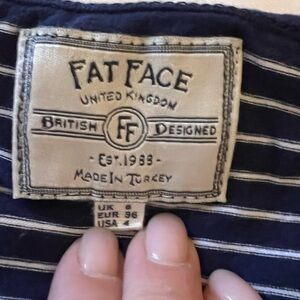 FAT FACE
UNITED KINGDOM
BRITISH FF DESIGNED
- EST. 1988 -
MADE IN TURKEY
UK 8
EUR 36
USA 4